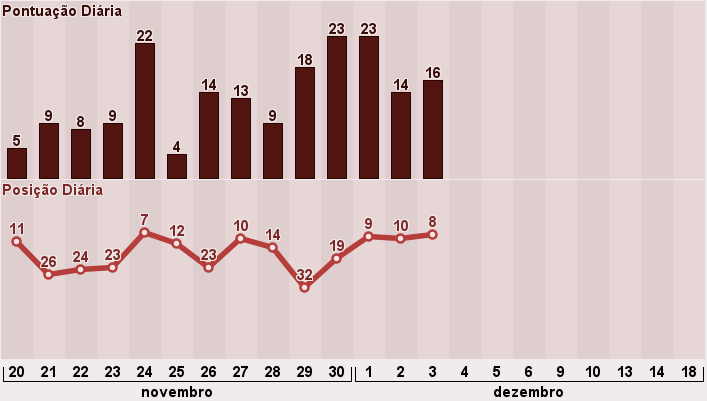 Pontuação Diária
5 9 8 9 22 4 14 13 9 18 23 23 14 16
Posição Diária
11 26 24 23 7 12 23 10 14 32 19 9 10 8
20 21 22 23 24 25 26 27 28 29 30 1 2 3 4 5 6 9 10 13 14 18
novembro dezembro